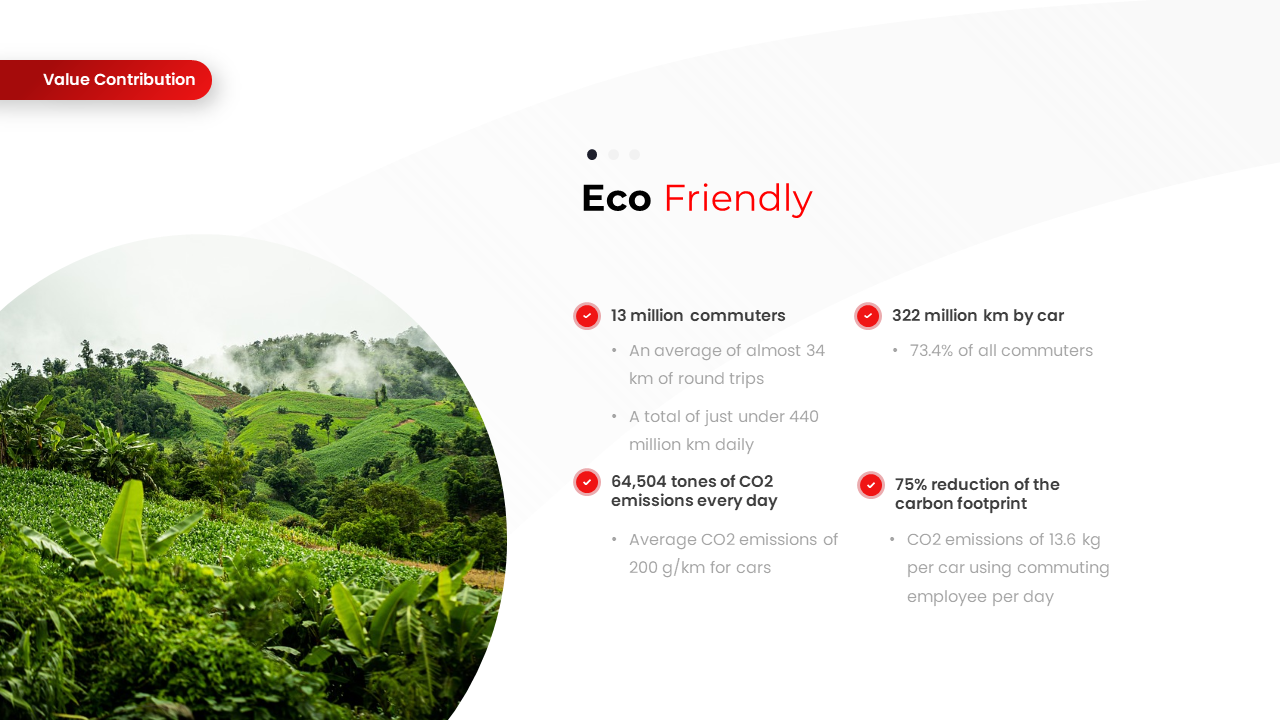 Value Contribution
Eco Friendly
13 million commuters
• An average of almost 34
km of round trips
• A total of just under 440
million km daily
322 million km by car
• 73.4% of all commuters
64,504 tones of CO2
emissions every day
• Average CO2 emissions of
200 g/km for cars
75% reduction of the
carbon footprint
• CO2 emissions of 13.6 kg
per car using commuting
employee per day